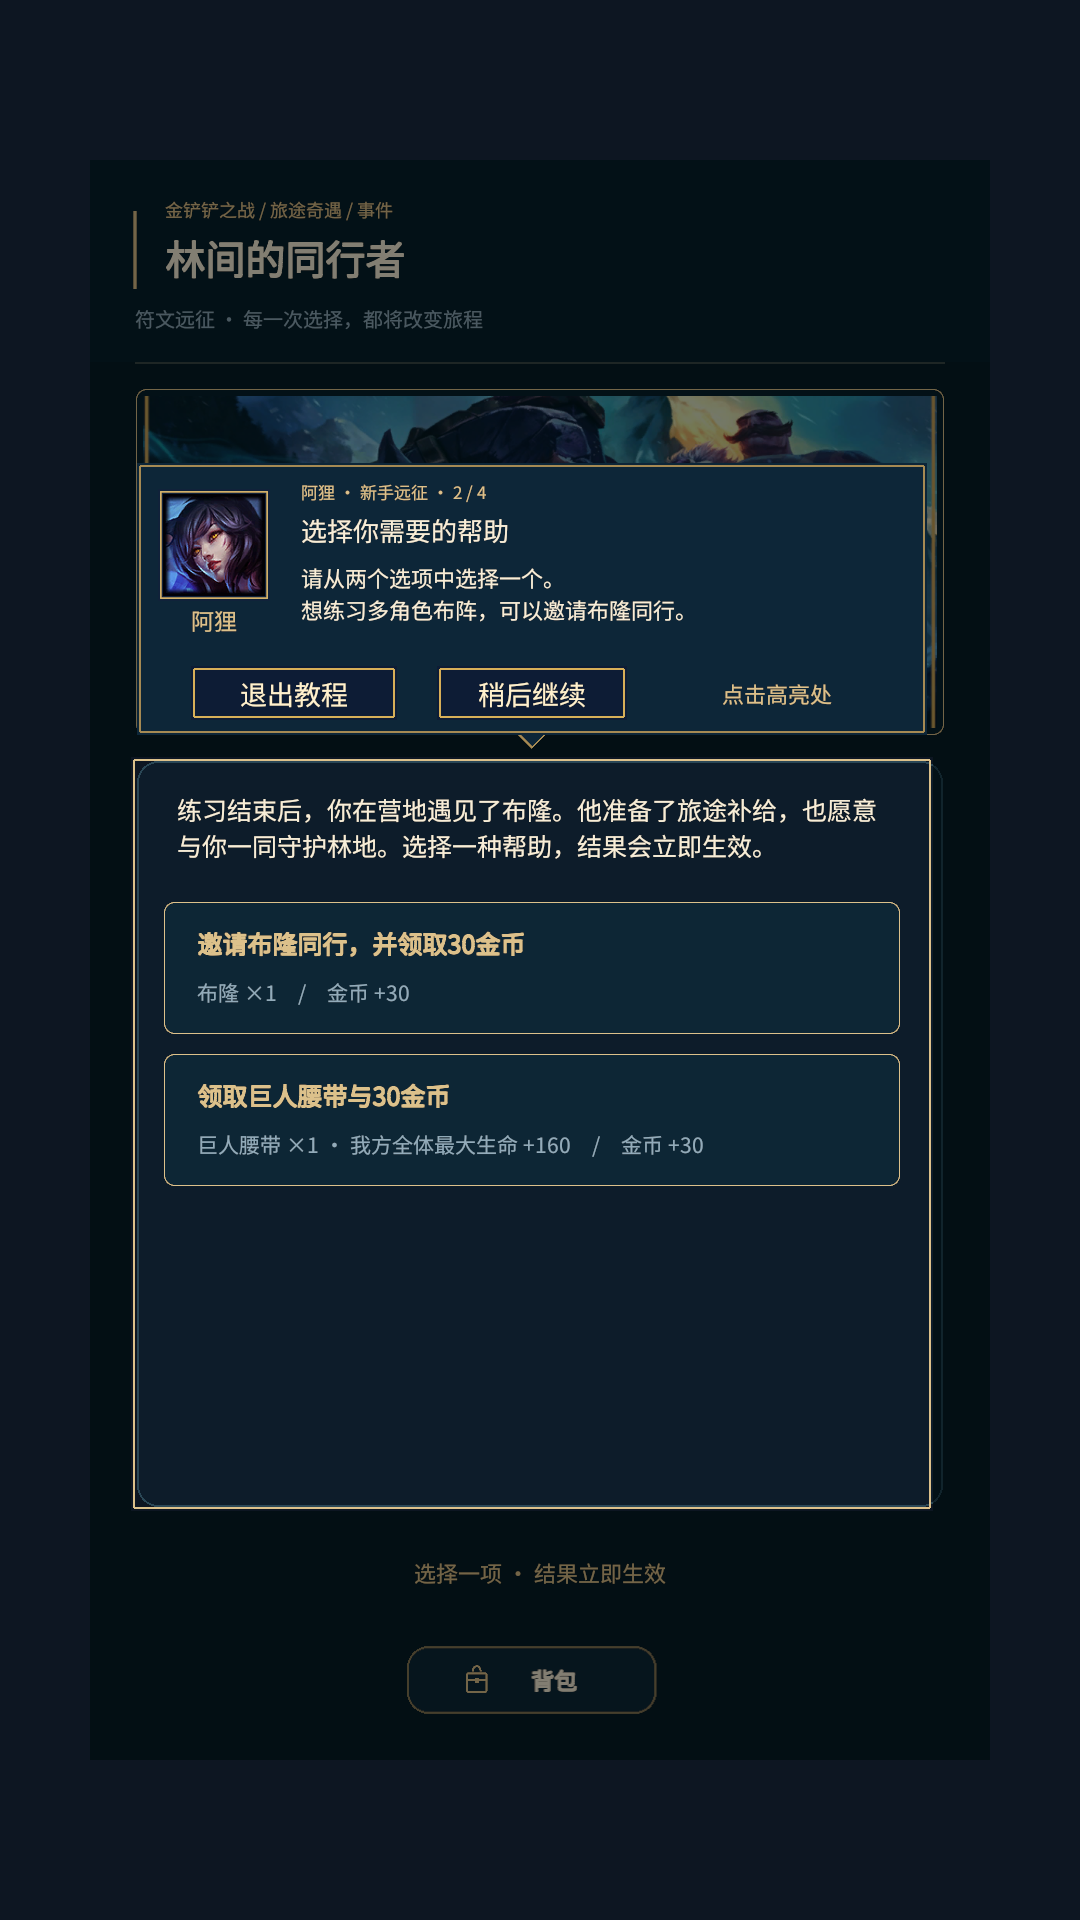 金铲铲之战 / 旅途奇遇 / 事件
林间的同行者
符文远征 · 每一次选择，都将改变旅程
阿狸 · 新手远征 · 2 / 4
选择你需要的帮助
请从两个选项中选择一个。
想练习多角色布阵，可以邀请布隆同行。
阿狸
退出教程
稍后继续
点击高亮处
练习结束后，你在营地遇见了布隆。他准备了旅途补给，也愿意
与你一同守护林地。选择一种帮助，结果会立即生效。
邀请布隆同行，并领取30金币
布隆 ×1 / 金币 +30
领取巨人腰带与30金币
巨人腰带 ×1 · 我方全体最大生命 +160 / 金币 +30
选择一项 · 结果立即生效
背包